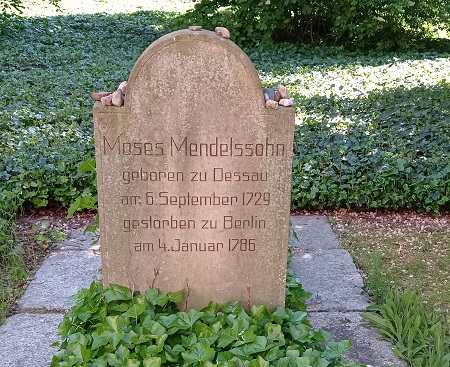 Moses Mendelssohn
geboren zu Dessau
am 6. September 1729
gestorben zu Berlin
am 4. Januar 1786